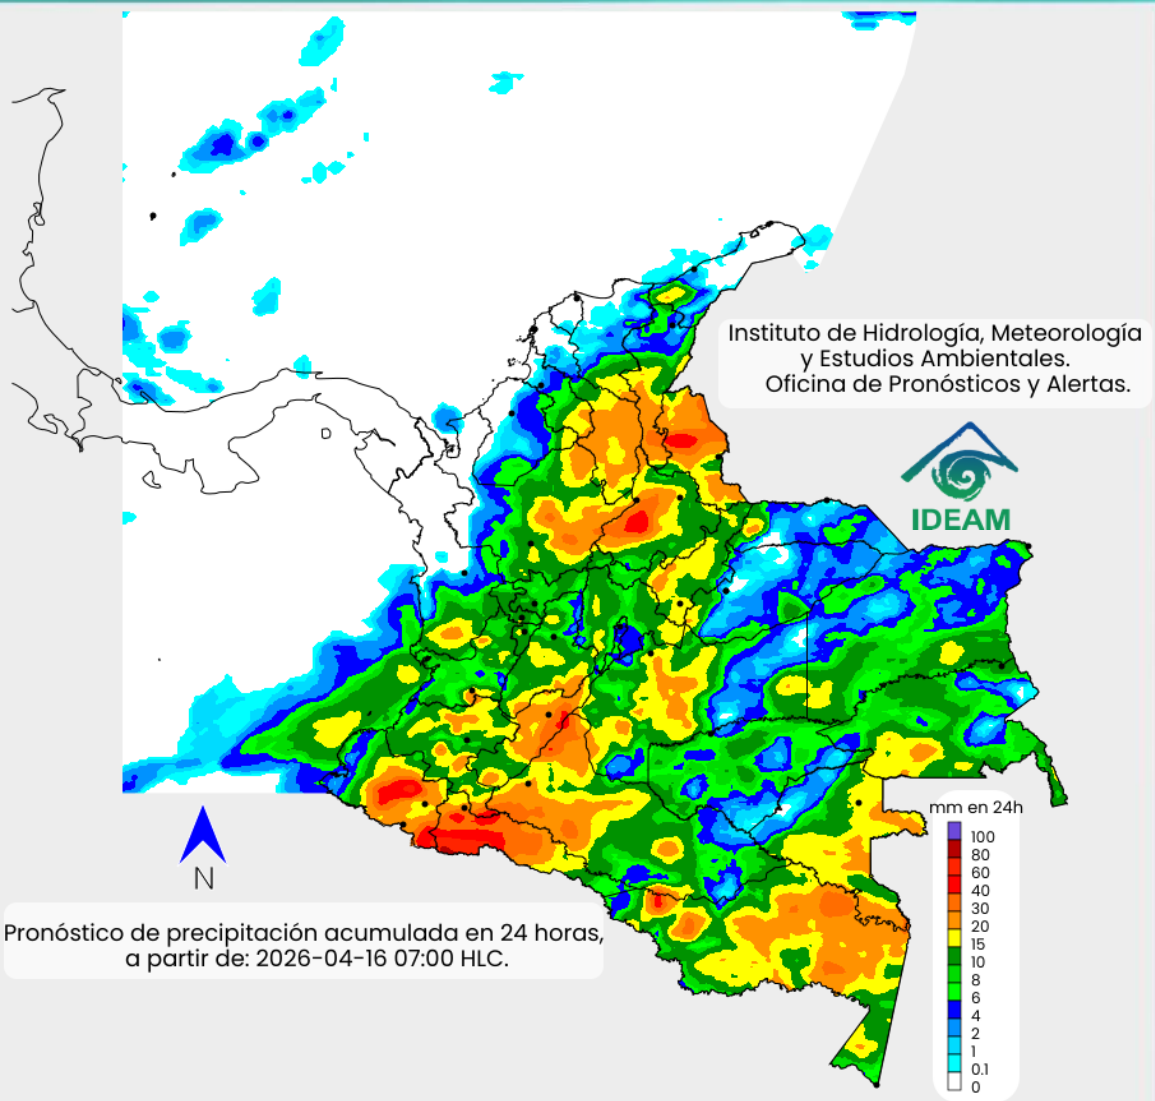 Instituto de Hidrología, Meteorología
y Estudios Ambientales.
Oficina de Pronósticos y Alertas.
IDEAM
mm en 24h
100
80
60
40
30
20
15
10
8
6
4
2
1
0.1
0
N
Pronóstico de precipitación acumulada en 24 horas,
a partir de: 2026-04-16 07:00 HLC.